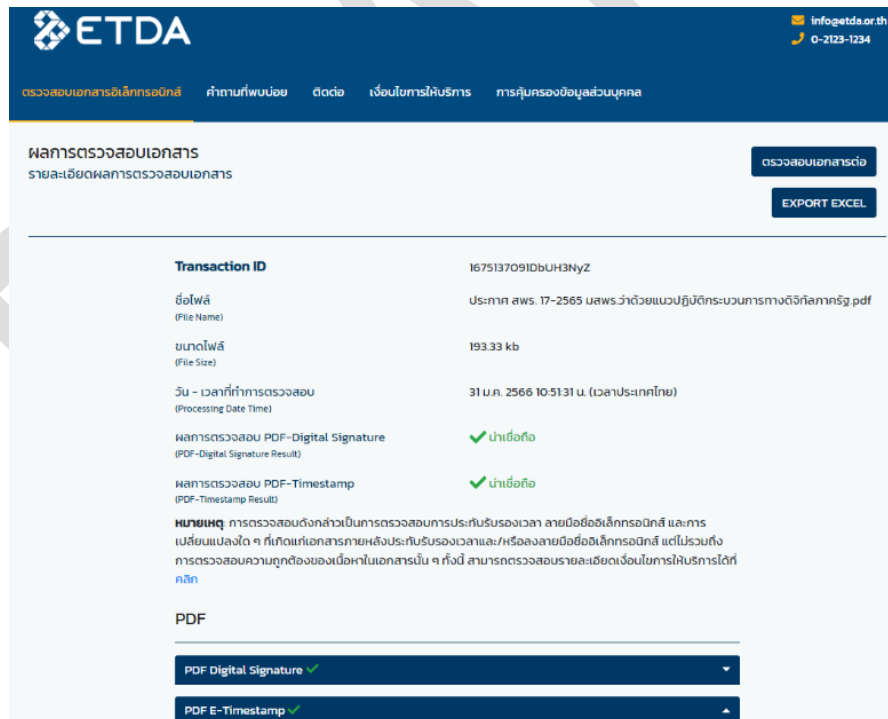 ETDA
info@etda.or.th
0-2123-1234
ตรวจสอบเอกสารอิเล็กทรอนิกส์ คำถามที่พบบ่อย ติดต่อ เงื่อนไขการให้บริการ การคุ้มครองข้อมูลส่วนบุคคล
ผลการตรวจสอบเอกสาร
รายละเอียดผลการตรวจสอบเอกสาร
ตรวจสอบเอกสารต่อ
EXPORT EXCEL
Transaction ID 1675137091DbUH3NyZ
ชื่อไฟล์ ประกาศ สพร. 17-2565 มสพร.ว่าด้วยแนวปฏิบัติกระบวนการทางดิจิทัลภาครัฐ.pdf
(File Name)
ขนาดไฟล์ 193.33 kb
(File Size)
วัน - เวลาที่ทำการตรวจสอบ 31 ม.ค. 2566 10:51:31 น. (เวลาประเทศไทย)
(Processing Date Time)
ผลการตรวจสอบ PDF-Digital Signature น่าเชื่อถือ
(PDF-Digital Signature Result)
ผลการตรวจสอบ PDF-Timestamp น่าเชื่อถือ
(PDF-Timestamp Result)
หมายเหตุ: การตรวจสอบดังกล่าวเป็นการตรวจสอบการประทับรับรองเวลา ลายมือชื่ออิเล็กทรอนิกส์ และการ
เปลี่ยนแปลงใด ๆ ที่เกิดแก่เอกสารภายหลังประทับรับรองเวลาและ/หรือลงลายมือชื่ออิเล็กทรอนิกส์ แต่ไม่รวมถึง
การตรวจสอบความถูกต้องของเนื้อหาในเอกสารนั้น ๆ ทั้งนี้ สามารถตรวจสอบรายละเอียดเงื่อนไขการให้บริการได้ที่
คลิก
PDF
PDF Digital Signature
PDF E-Timestamp